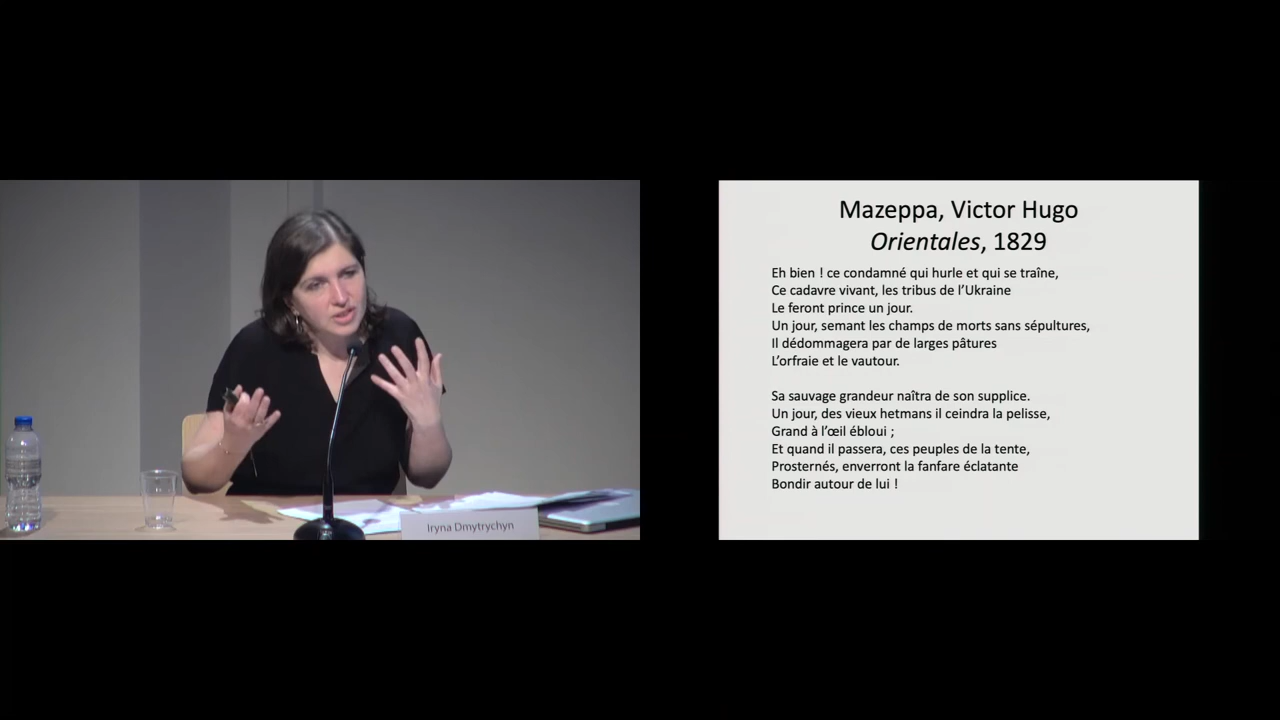 Mazeppa, Victor Hugo
Orientales, 1829
Eh bien ! ce condamné qui hurle et qui se traîne,
Ce cadavre vivant, les tribus de l’Ukraine
Le feront prince un jour.
Un jour, semant les champs de morts sans sépultures,
Il dédommagera par de larges pâtures
L’orfraie et le vautour.
Sa sauvage grandeur naîtra de son supplice.
Un jour, des vieux hetmans il ceindra la pelisse,
Grand à l’œil ébloui ;
Et quand il passera, ces peuples de la tente,
Prosternés, enverront la fanfare éclatante
Bondir autour de lui !
Iryna Dmytrychyn